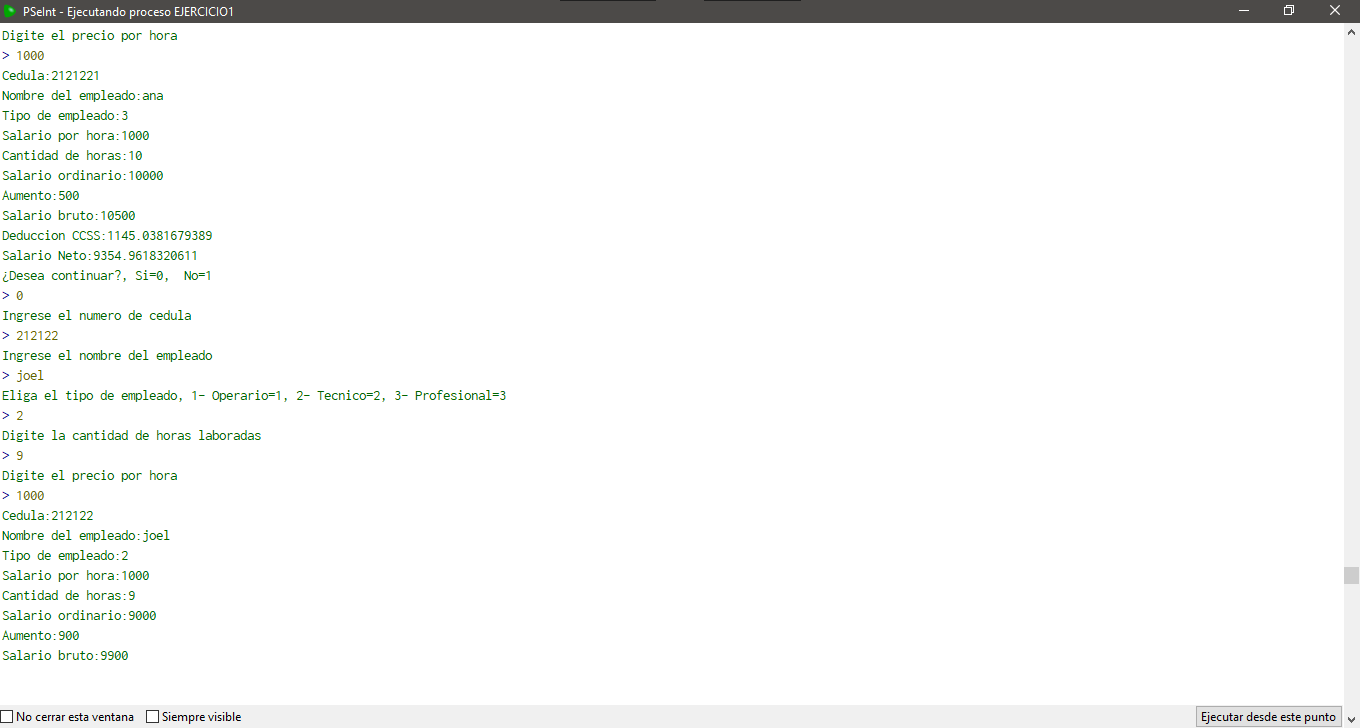 PSeInt - Ejecutando proceso EJERCICIO1
Digite el precio por hora
> 1000
Cedula:2121221
Nombre del empleado:ana
Tipo de empleado:3
Salario por hora:1000
Cantidad de horas:10
Salario ordinario:10000
Aumento:500
Salario bruto:10500
Deduccion CCSS:1145.0381679389
Salario Neto:9354.9618320611
¿Desea continuar?, Si=0,  No=1
> 0
Ingrese el numero de cedula
> 212122
Ingrese el nombre del empleado
> joel
Eliga el tipo de empleado, 1- Operario=1, 2- Tecnico=2, 3- Profesional=3
> 2
Digite la cantidad de horas laboradas
> 9
Digite el precio por hora
> 1000
Cedula:212122
Nombre del empleado:joel
Tipo de empleado:2
Salario por hora:1000
Cantidad de horas:9
Salario ordinario:9000
Aumento:900
Salario bruto:9900
No cerrar esta ventana Siempre visible Ejecutar desde este punto